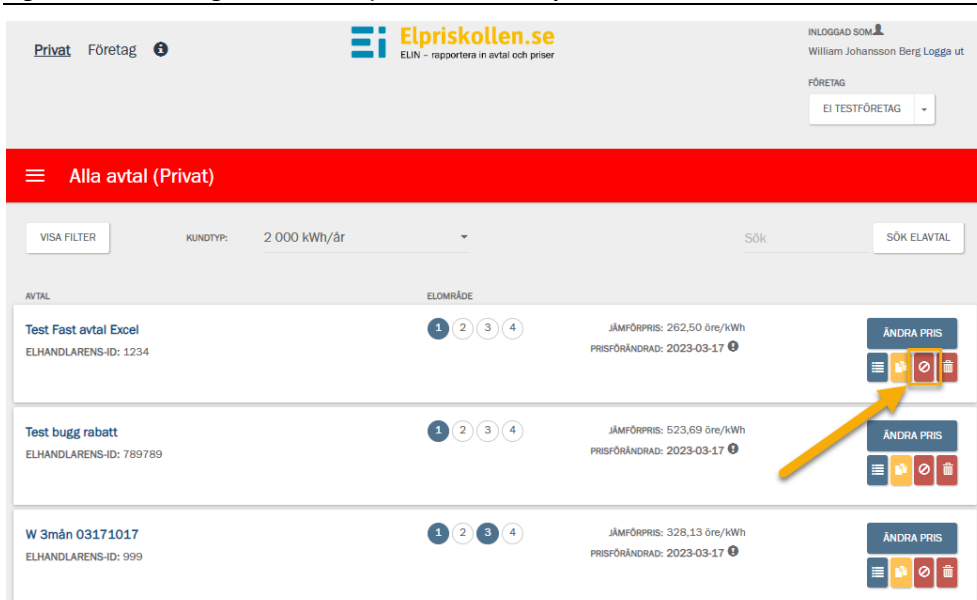 Privat Företag
Elpriskollen.se
ELIN – rapportera in avtal och priser
INLOGGAD SOM
William Johansson Berg Logga ut
FÖRETAG
EI TESTFÖRETAG
Alla avtal (Privat)
VISA FILTER KUNDTYP: 2 000 kWh/år Sök SÖK ELAVTAL
AVTAL ELOMRÅDE
Test Fast avtal Excel 1 2 3 4 JÄMFÖRPRIS: 262,50 öre/kWh ÄNDRA PRIS
ELHANDLARENS-ID: 1234 PRISFÖRÄNDRAD: 2023-03-17
Test bugg rabatt 1 2 3 4 JÄMFÖRPRIS: 523,69 öre/kWh ÄNDRA PRIS
ELHANDLARENS-ID: 789789 PRISFÖRÄNDRAD: 2023-03-17
W 3mån 03171017 1 2 3 4 JÄMFÖRPRIS: 328,13 öre/kWh ÄNDRA PRIS
ELHANDLARENS-ID: 999 PRISFÖRÄNDRAD: 2023-03-17